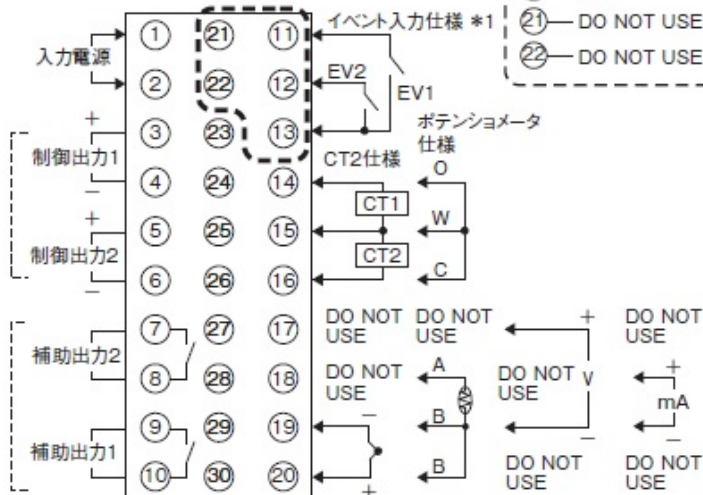 イベント入力仕様 *1
㉑ DO NOT USE
㉒ DO NOT USE
入力電源
① ㉑ ⑪
② ㉒ ⑫
EV2
EV1
+
③ ㉓ ⑬
制御出力1
ポテンショメータ
仕様
CT2仕様
−
④ ㉔ ⑭
O
CT1
+
⑤ ㉕ ⑮
W
制御出力2
CT2
−
⑥ ㉖ ⑯
C
⑦ ㉗ ⑰
DO NOT
USE
DO NOT
USE
+
DO NOT
USE
補助出力2
⑧ ㉘ ⑱
DO NOT
USE
A
DO NOT
USE
V
+
mA
⑨ ㉙ ⑲
−
B
−
−
補助出力1
⑩ ㉚ ⑳
+
B
DO NOT
USE
DO NOT
USE